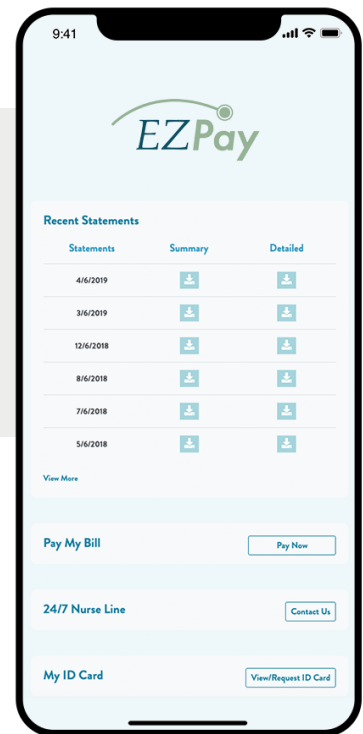 9:41
EZPay
Recent Statements
Statements Summary Detailed
4/6/2019
3/6/2019
12/6/2018
8/6/2018
7/6/2018
5/6/2018
View More
Pay My Bill Pay Now
24/7 Nurse Line Contact Us
My ID Card View/Request ID Card